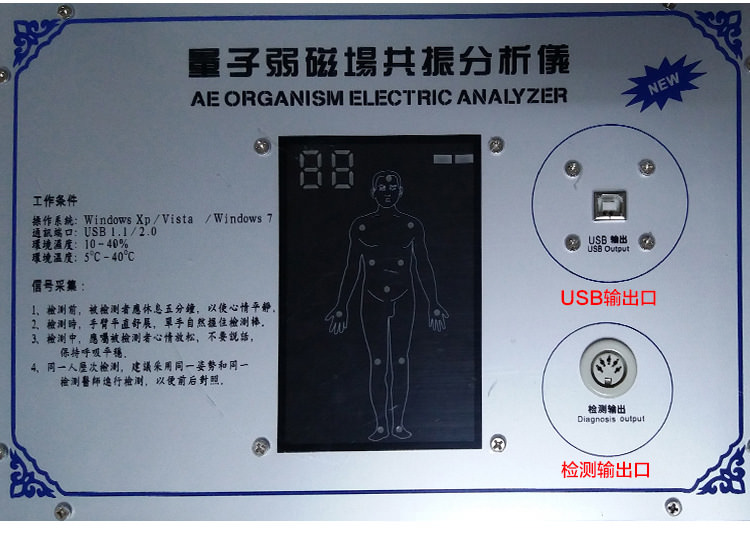 量子弱磁場共振分析儀
AE ORGANISM ELECTRIC ANALYZER
NEW
工作条件
操作系統: Windows Xp/Vista /Windows 7
通訊端口: USB 1.1/2.0
環境濕度: 10-40%
環境溫度: 5℃-40℃
信号采集:
1、檢測前, 被檢測者應休息五分鐘, 以使心情平靜。
2、檢測時, 手臂平直舒展, 單手自然握住檢測棒。
3、檢測中, 應囑被檢測者心情放松, 不要說話,
保持呼吸平穩。
4、同一人歷次檢測, 建議采用同一姿勢和同一
檢測醫師進行檢測, 以便前后對照。
88
USB 輸出
USB Output
USB输出口
检测输出
Diagnosis output
检测输出口